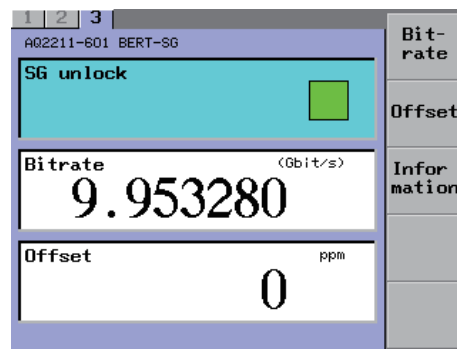 1 2 3
AQ2211-601 BERT-SG
SG unlock
Bitrate (Gbit/s)
9.953280
Offset ppm
0
Bit-
rate
Offset
Infor
mation